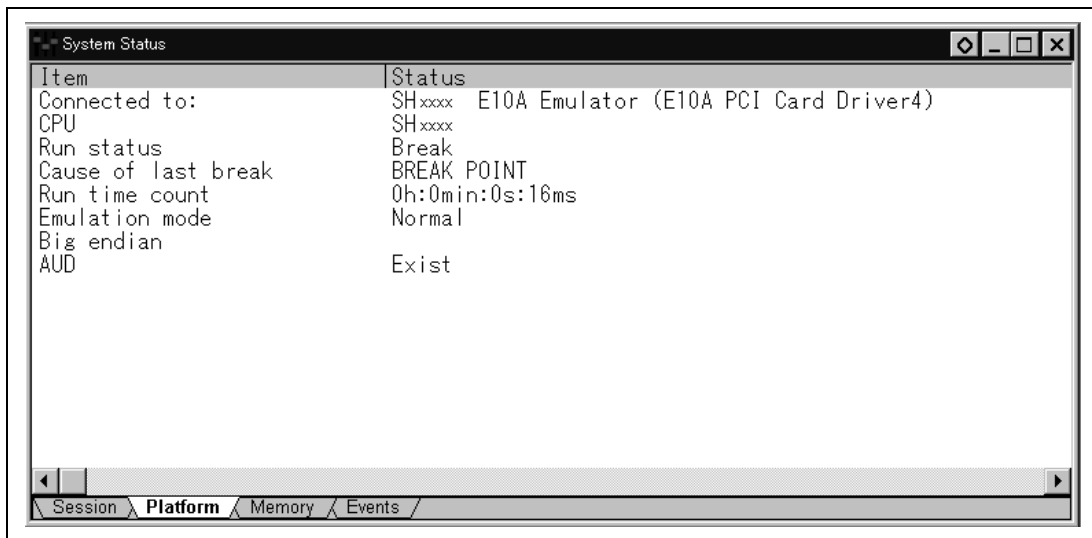 System Status
Item Status
Connected to: SHxxxx E10A Emulator (E10A PCI Card Driver4)
CPU SHxxxx
Run status Break
Cause of last break BREAK POINT
Run time count 0h:0min:0s:16ms
Emulation mode Normal
Big endian
AUD Exist
Session Platform Memory Events